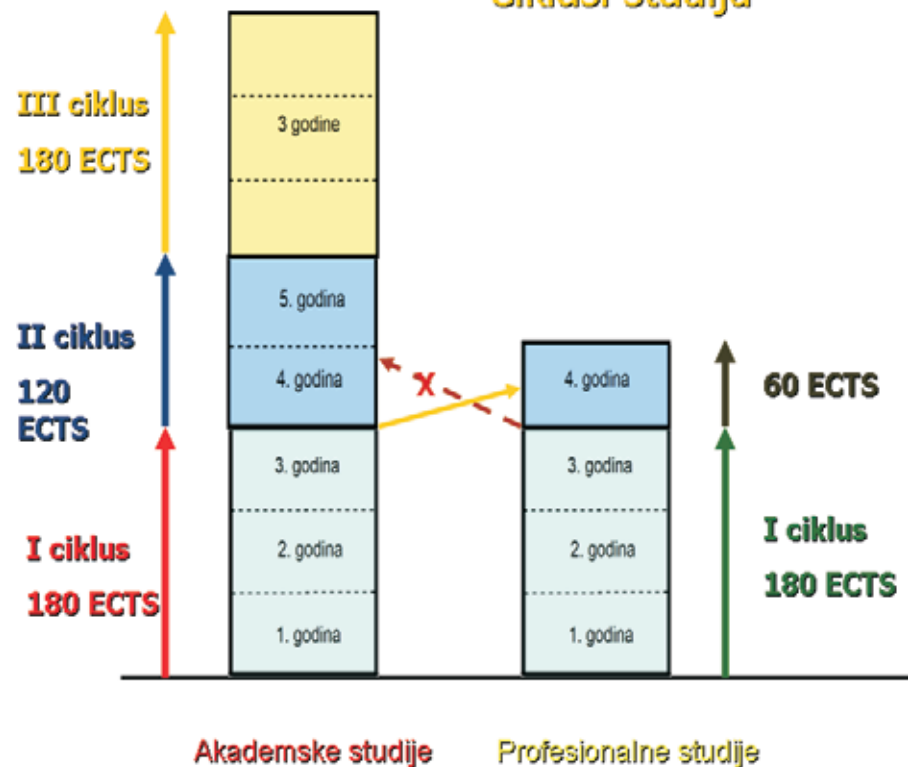 Ciklusi studija
III ciklus
180 ECTS
3 godine
5. godina
II ciklus
120
ECTS
4. godina
X
4. godina
60 ECTS
3. godina
3. godina
I ciklus
180 ECTS
2. godina
2. godina
I ciklus
180 ECTS
1. godina
1. godina
Akademske studije
Profesionalne studije